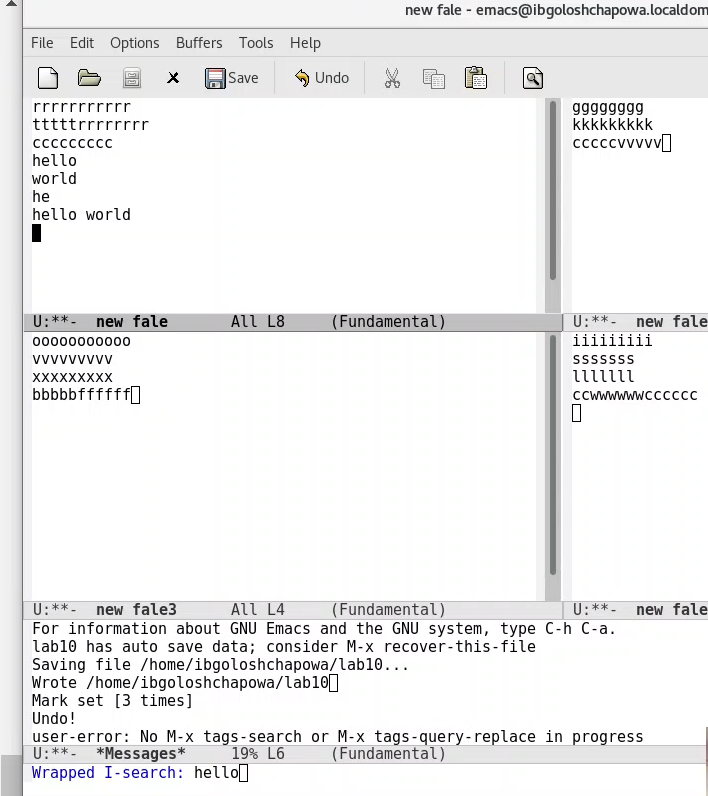 new fale - emacs@ibgoloshchapowa.localdom
File Edit Options Buffers Tools Help
Save Undo
rrrrrrrrrrr
tttttrrrrrrrr
ccccccccc
hello
world
he
hello world
U:**- new fale All L8 (Fundamental)
gggggggg
kkkkkkkkk
cccccvvvvv
U:**- new fale
ooooooooooo
vvvvvvvvv
xxxxxxxxx
bbbbbffffff
U:**- new fale3 All L4 (Fundamental)
iiiiiiiii
sssssss
lllllll
ccwwwwwwcccccc
U:**- new fale
For information about GNU Emacs and the GNU system, type C-h C-a.
lab10 has auto save data; consider M-x recover-this-file
Saving file /home/ibgoloshchapowa/lab10...
Wrote /home/ibgoloshchapowa/lab10
Mark set [3 times]
Undo!
user-error: No M-x tags-search or M-x tags-query-replace in progress
U:**- *Messages* 19% L6 (Fundamental)
Wrapped I-search: hello